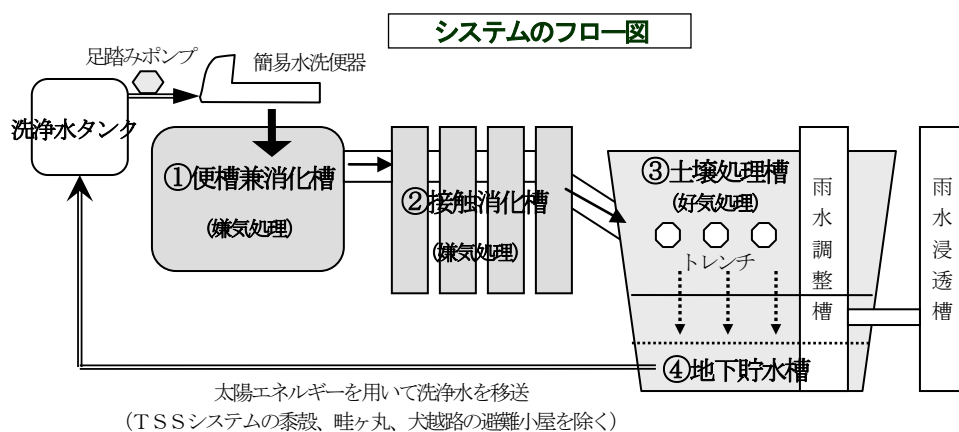 システムのフロー図
足踏みポンプ
簡易水洗便器
洗浄水タンク
①便槽兼消化槽
(嫌気処理)
②接触消化槽
(嫌気処理)
③土壌処理槽
(好気処理)
トレンチ
雨水調整槽
雨水浸透槽
④地下貯水槽
太陽エネルギーを用いて洗浄水を移送
（ＴＳＳシステムの黍殻、畦ヶ丸、犬越路の避難小屋を除く）